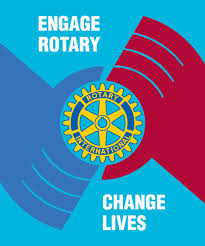 ENGAGE
ROTARY
ROTARY
INTERNATIONAL
CHANGE
LIVES